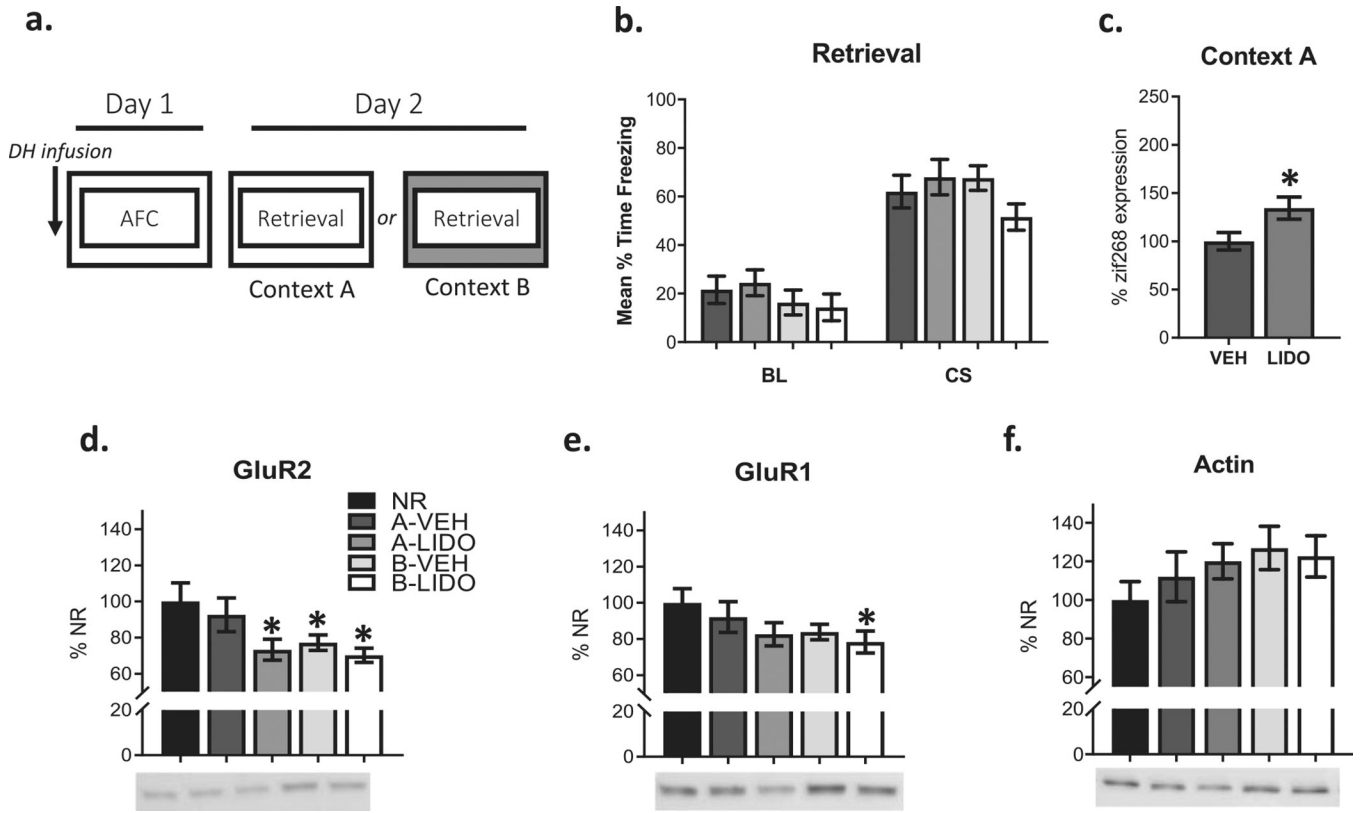 a.
Day 1
Day 2
DH infusion
AFC
Retrieval
or
Retrieval
Context A
Context B
b.
Retrieval
Mean % Time Freezing
100
80
60
40
20
0
BL
CS
c.
Context A
% zif268 expression
250
200
150
100
50
0
*
VEH
LIDO
d.
GluR2
% NR
140
120
100
80
60
20
0
* * *
NR
A-VEH
A-LIDO
B-VEH
B-LIDO
e.
GluR1
% NR
140
120
100
80
60
20
0
*
f.
Actin
% NR
140
120
100
80
60
20
0